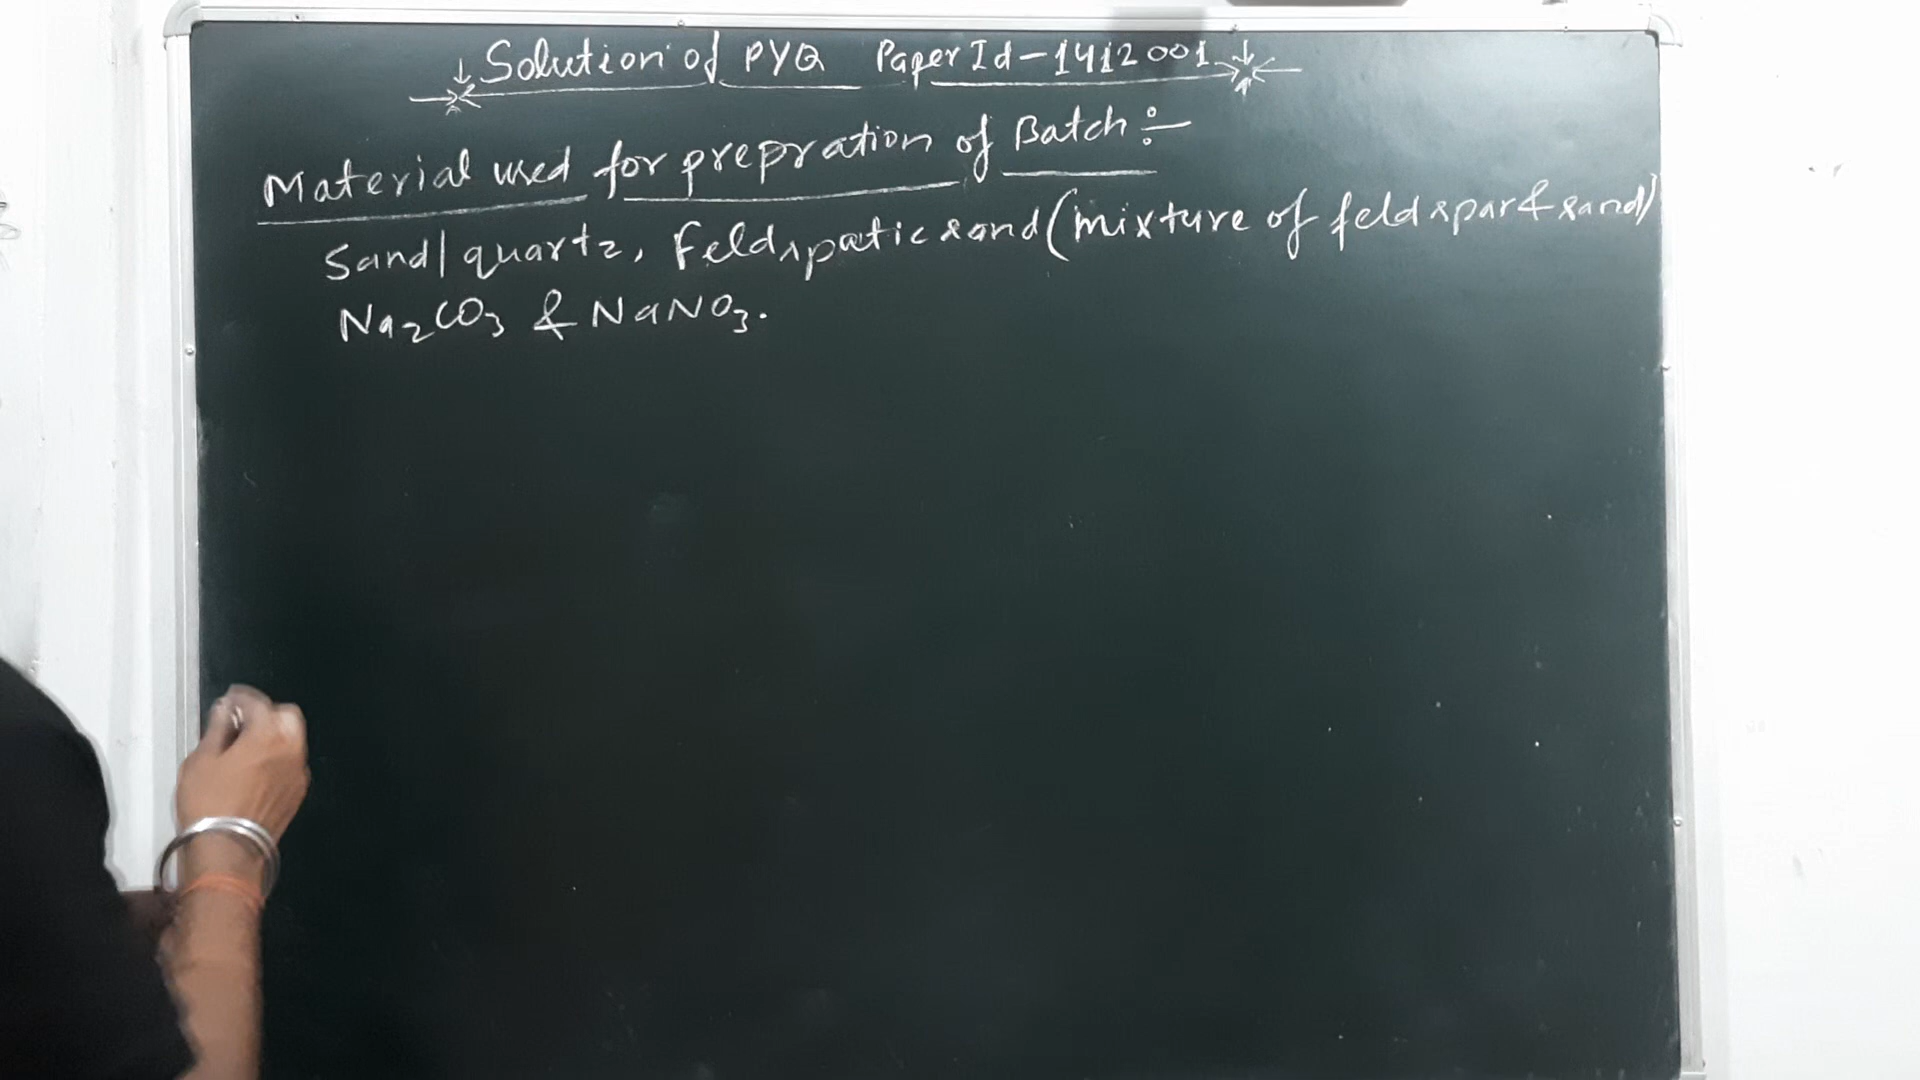 Solution of PYQ Paper Id-1412001
Material used for prepration of Batch÷
Sand/quartz, Feldspatic sand (mixture of feldspar & sand)
Na₂CO₃ & NaNO₃.